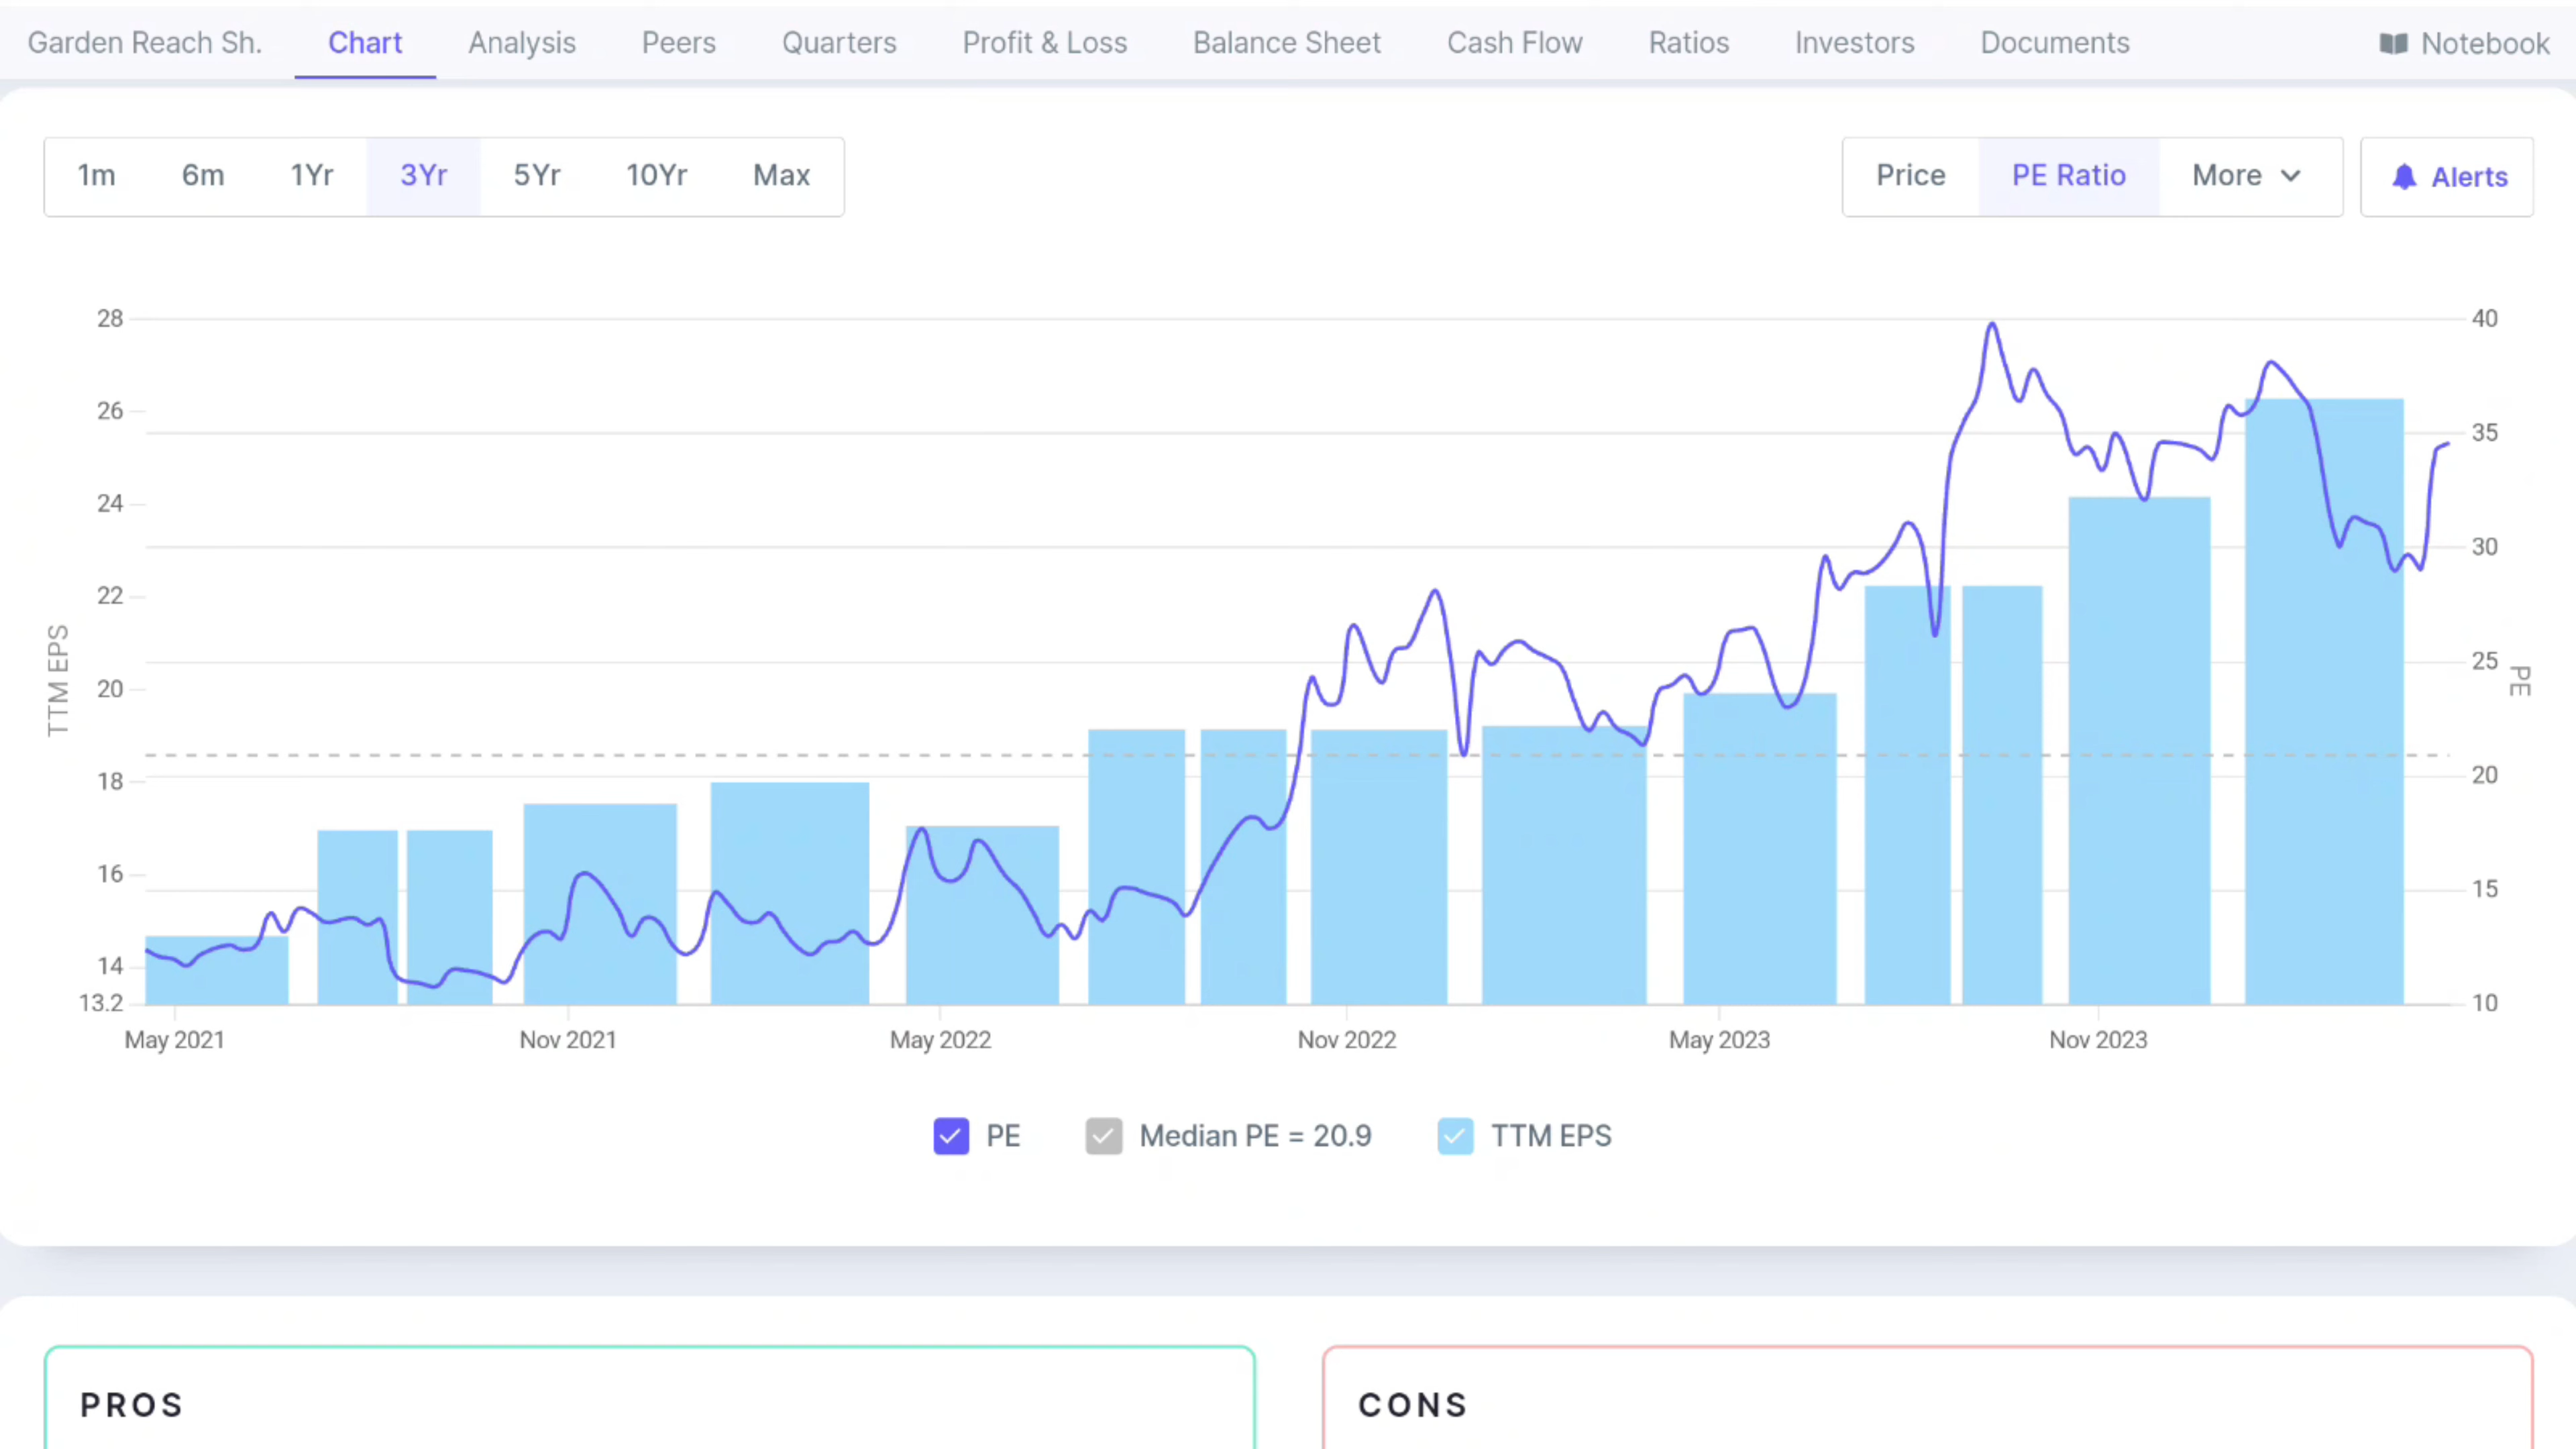 Garden Reach Sh. Chart Analysis Peers Quarters Profit & Loss Balance Sheet Cash Flow Ratios Investors Documents Notebook
1m 6m 1Yr 3Yr 5Yr 10Yr Max Price PE Ratio More Alerts
28 40
26
35
24
30
22
25
20
TTM EPS
PE
18
20
16
15
14
13.2 10
May 2021 Nov 2021 May 2022 Nov 2022 May 2023 Nov 2023
PE Median PE = 20.9 TTM EPS
PROS CONS